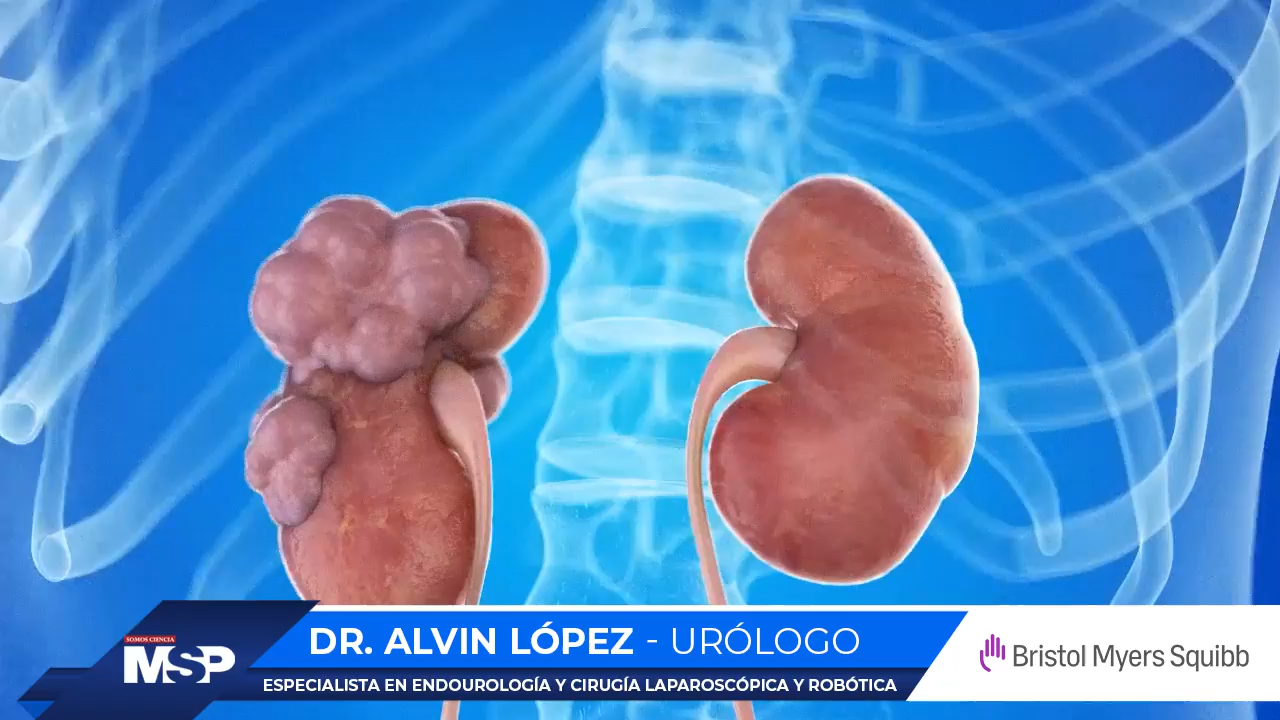 DR. ALVIN LÓPEZ - URÓLOGO
SOMOS CIENCIA
MSP
ESPECIALISTA EN ENDOUROLOGÍA Y CIRUGÍA LAPAROSCÓPICA Y ROBÓTICA
Bristol Myers Squibb